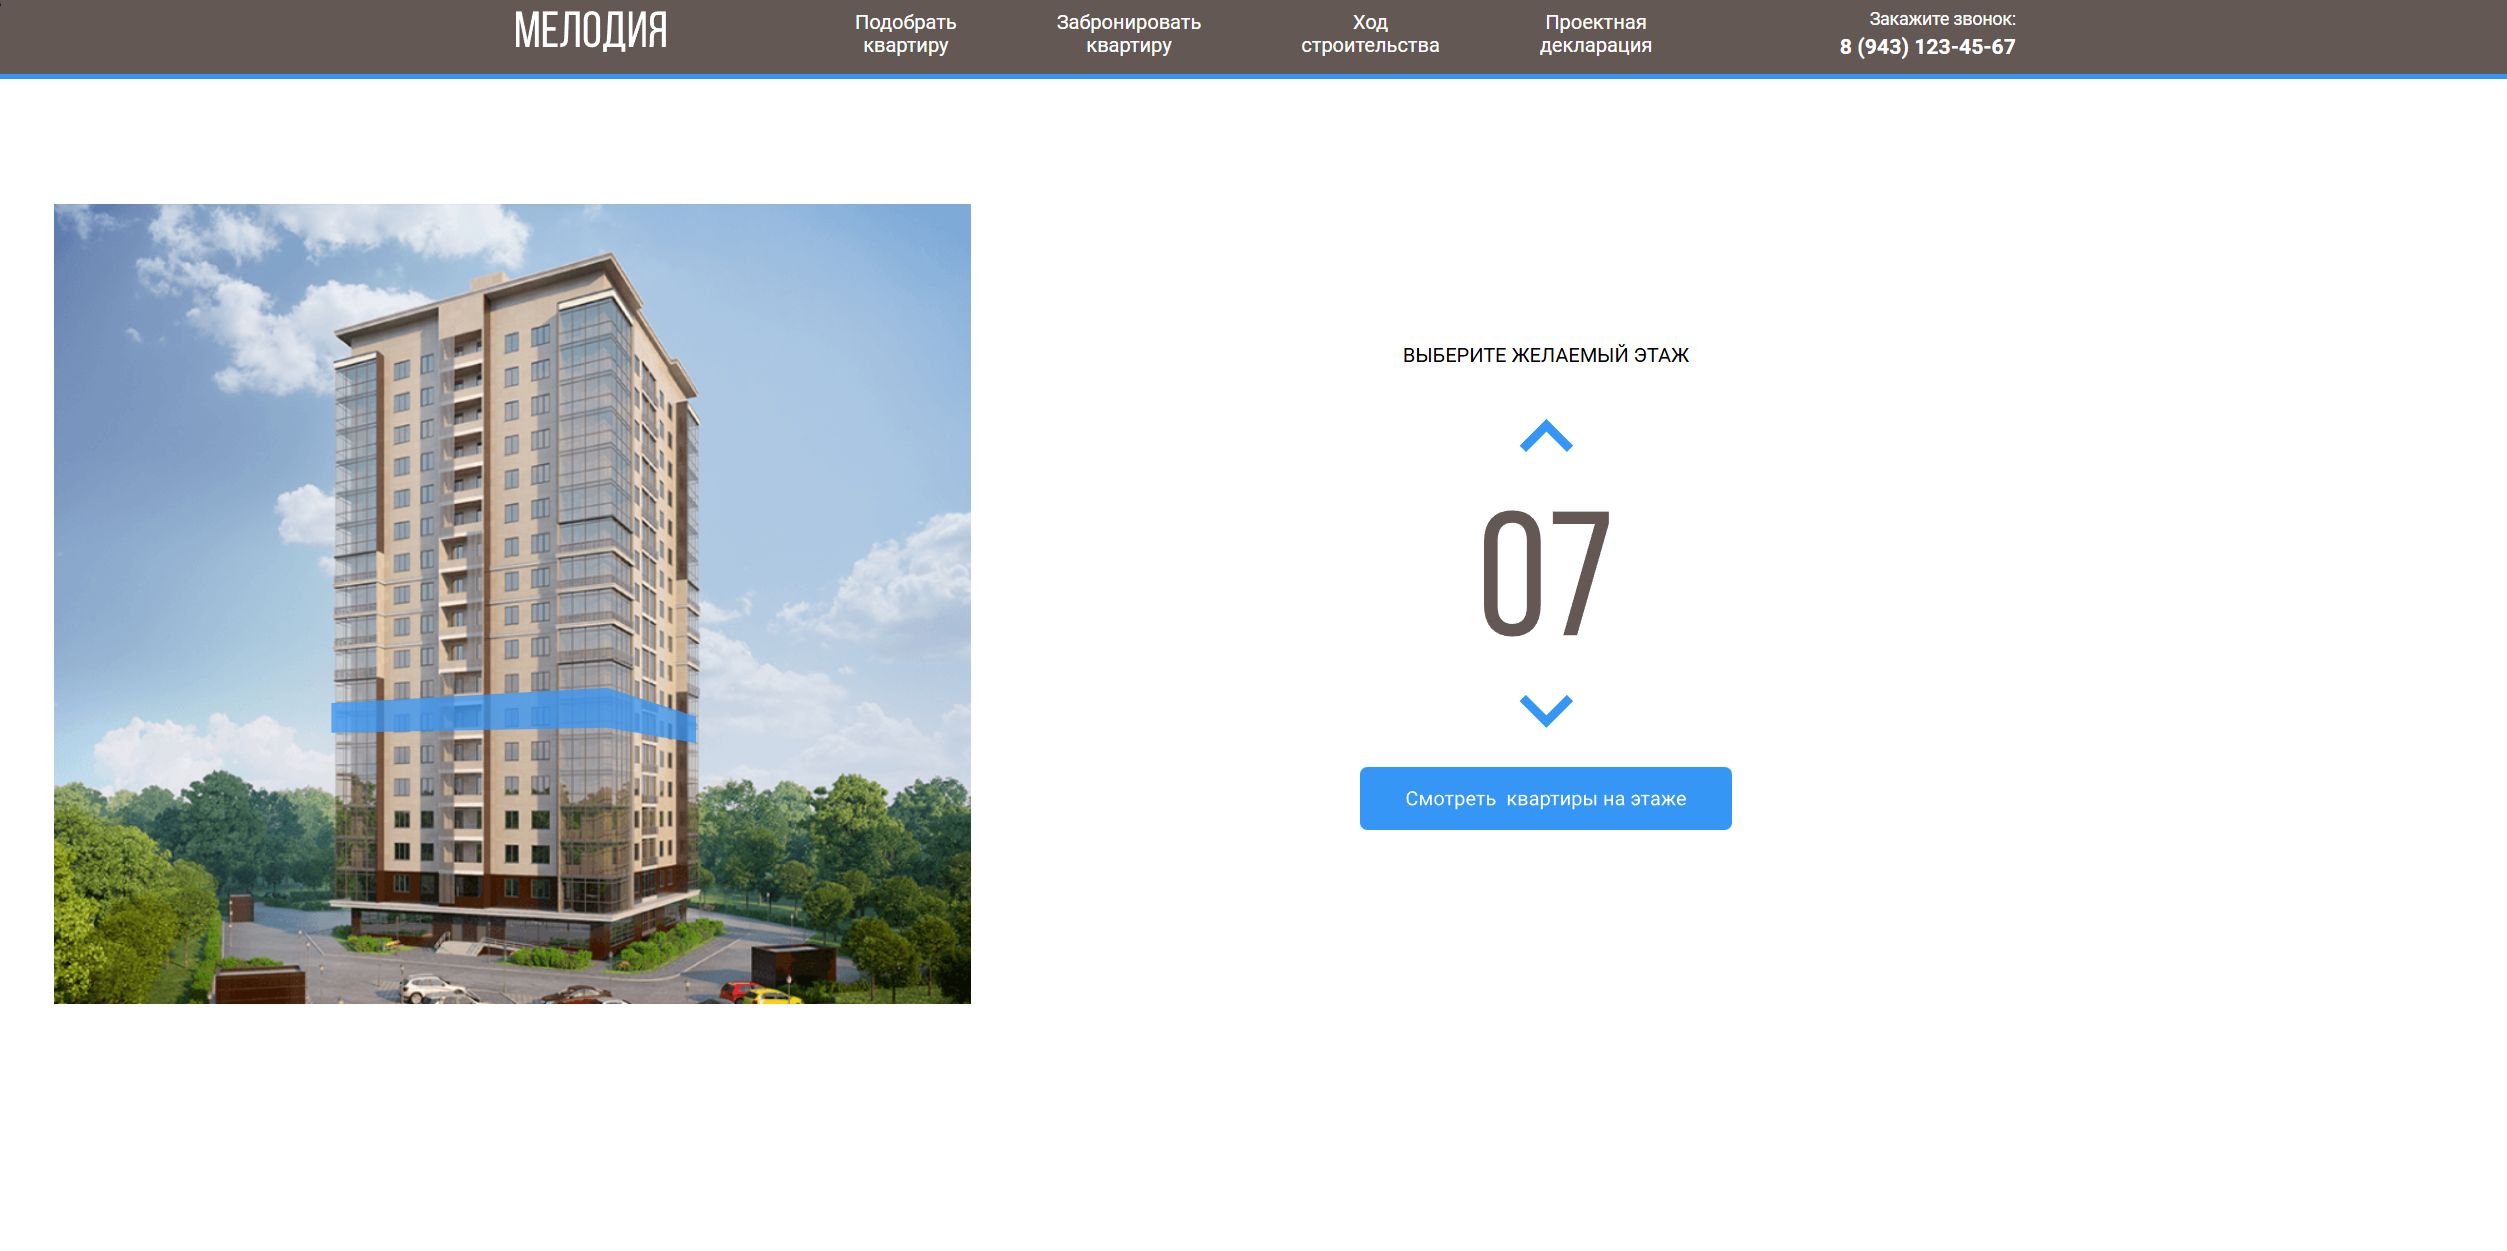 МЕЛОДИЯ
Подобрать
квартиру
Забронировать
квартиру
Ход
строительства
Проектная
декларация
Закажите звонок:
8 (943) 123-45-67
ВЫБЕРИТЕ ЖЕЛАЕМЫЙ ЭТАЖ
07
Смотреть  квартиры на этаже